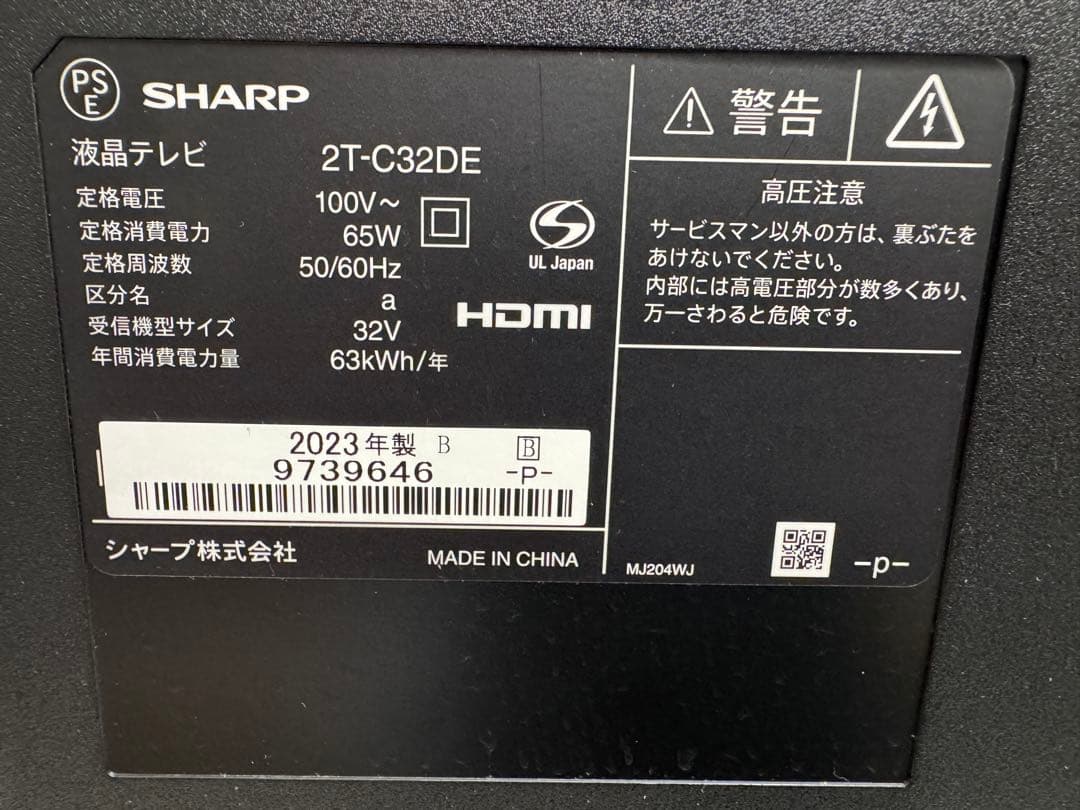 PSE SHARP
液晶テレビ 2T-C32DE
定格電圧 100V～
定格消費電力 65W
定格周波数 50/60Hz
区分名 a
受信機型サイズ 32V
年間消費電力量 63kWh/年
S
UL Japan
HDMI
2023年製 B B
9739646 -P-
シャープ株式会社 MADE IN CHINA
警告
高圧注意
サービスマン以外の方は、裏ぶたを
あけないでください。
内部には高電圧部分が数多くあり、
万一さわると危険です。
MJ204WJ -p-